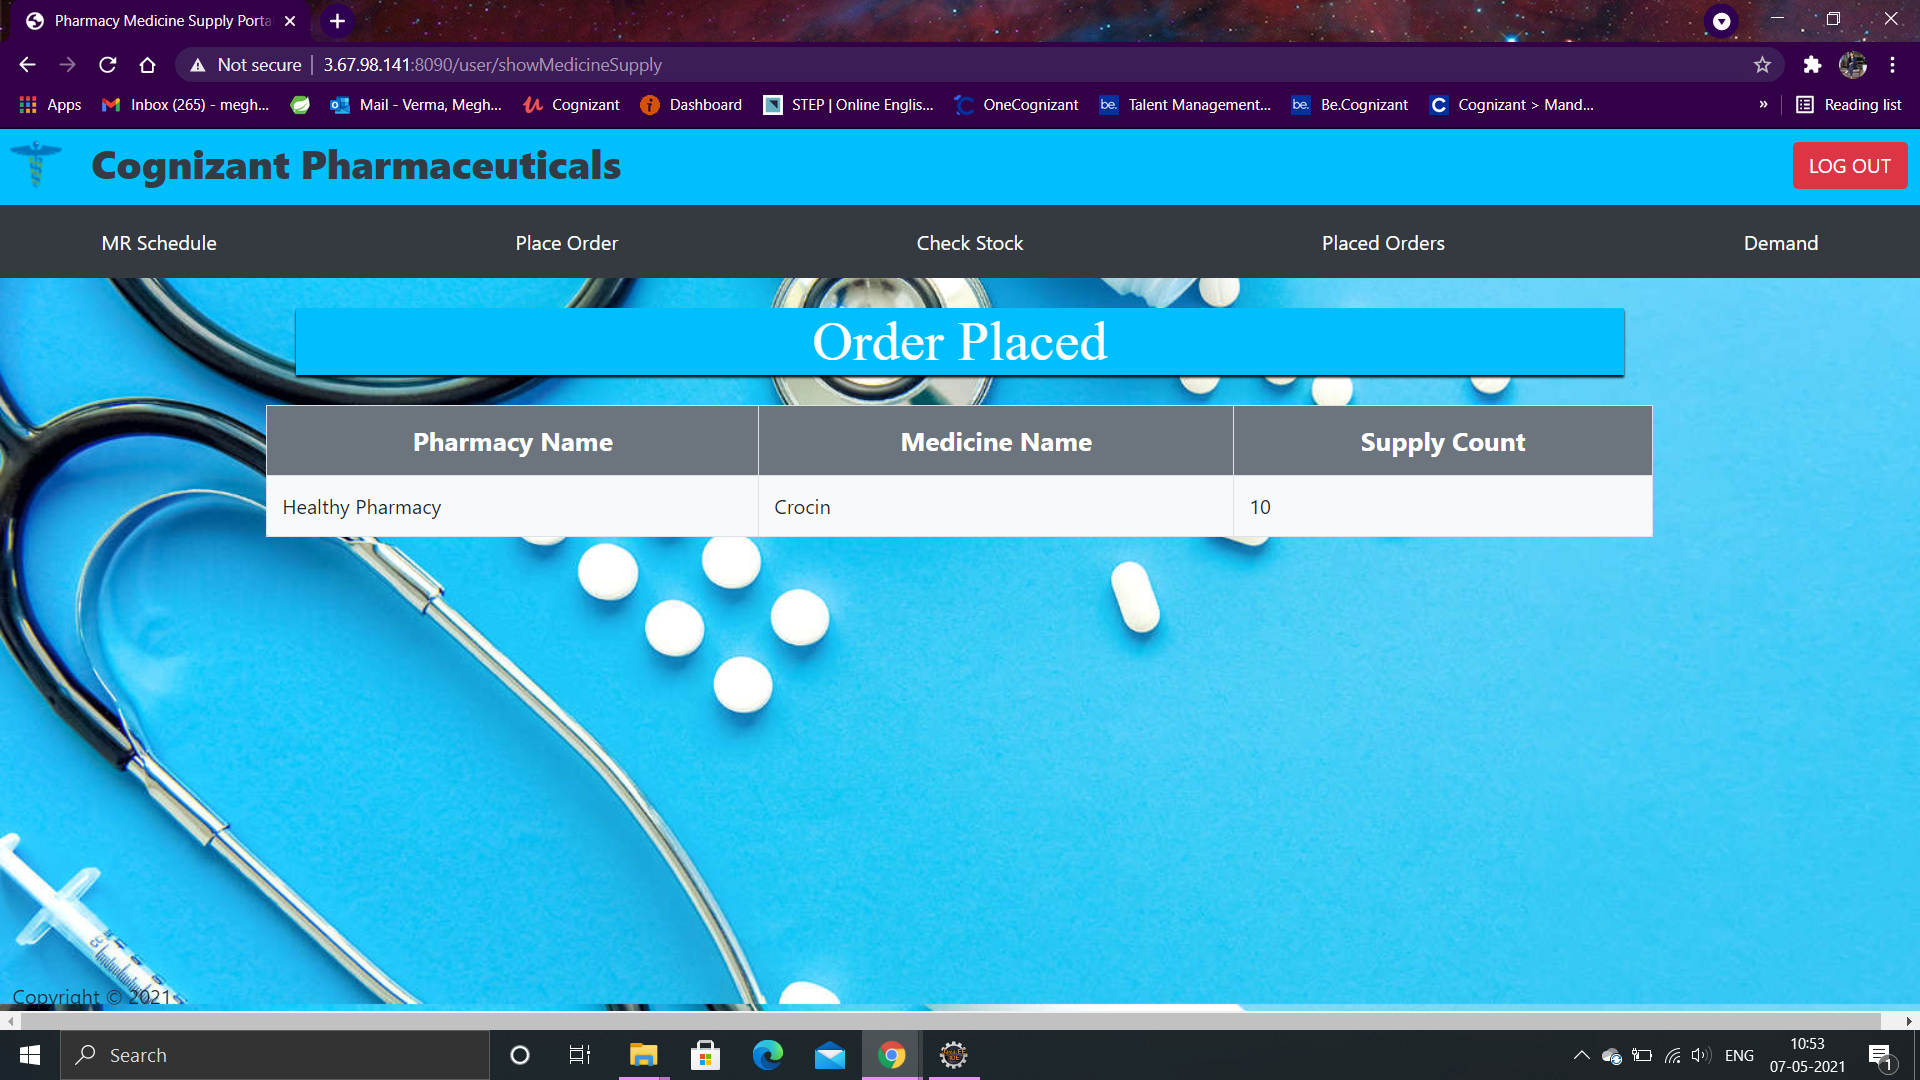 Pharmacy Medicine Supply Porta
Not secure
3.67.98.141:8090/user/showMedicineSupply
Apps
Inbox (265) - megh...
Mail - Verma, Megh...
Cognizant
Dashboard
STEP | Online Englis...
OneCognizant
be.
Talent Management...
be.
Be.Cognizant
C
Cognizant > Mand...
»
Reading list
Cognizant Pharmaceuticals
LOG OUT
MR Schedule
Place Order
Check Stock
Placed Orders
Demand
Order Placed
Pharmacy Name
Medicine Name
Supply Count
Healthy Pharmacy
Crocin
10
Copyright © 2021
Search
ENG
10:53
07-05-2021
1